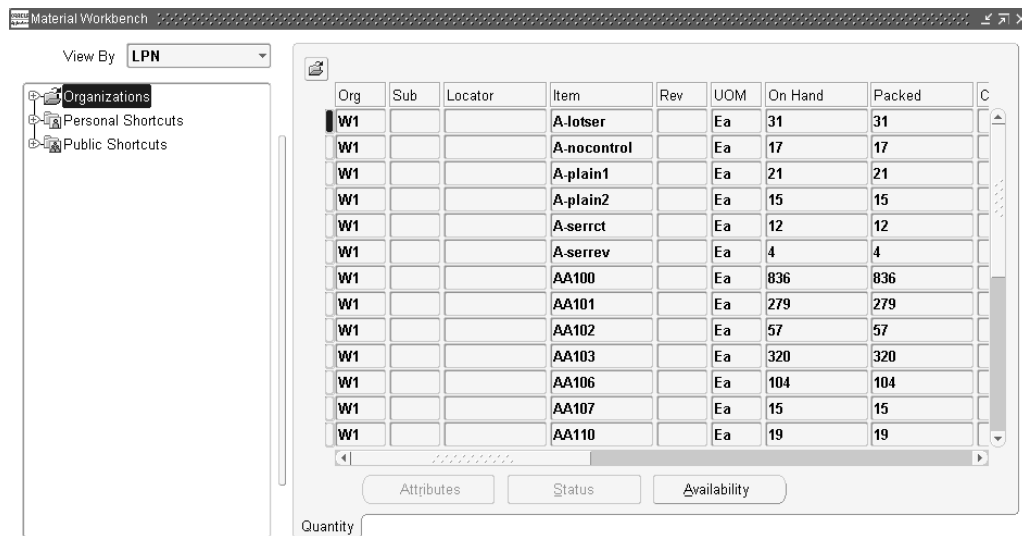 Material Workbench
View By LPN
Organizations
Personal Shortcuts
Public Shortcuts
Org Sub Locator Item Rev UOM On Hand Packed C
W1 A-lotser Ea 31 31
W1 A-nocontrol Ea 17 17
W1 A-plain1 Ea 21 21
W1 A-plain2 Ea 15 15
W1 A-serrct Ea 12 12
W1 A-serrev Ea 4 4
W1 AA100 Ea 836 836
W1 AA101 Ea 279 279
W1 AA102 Ea 57 57
W1 AA103 Ea 320 320
W1 AA106 Ea 104 104
W1 AA107 Ea 15 15
W1 AA110 Ea 19 19
Attributes Status Availability
Quantity